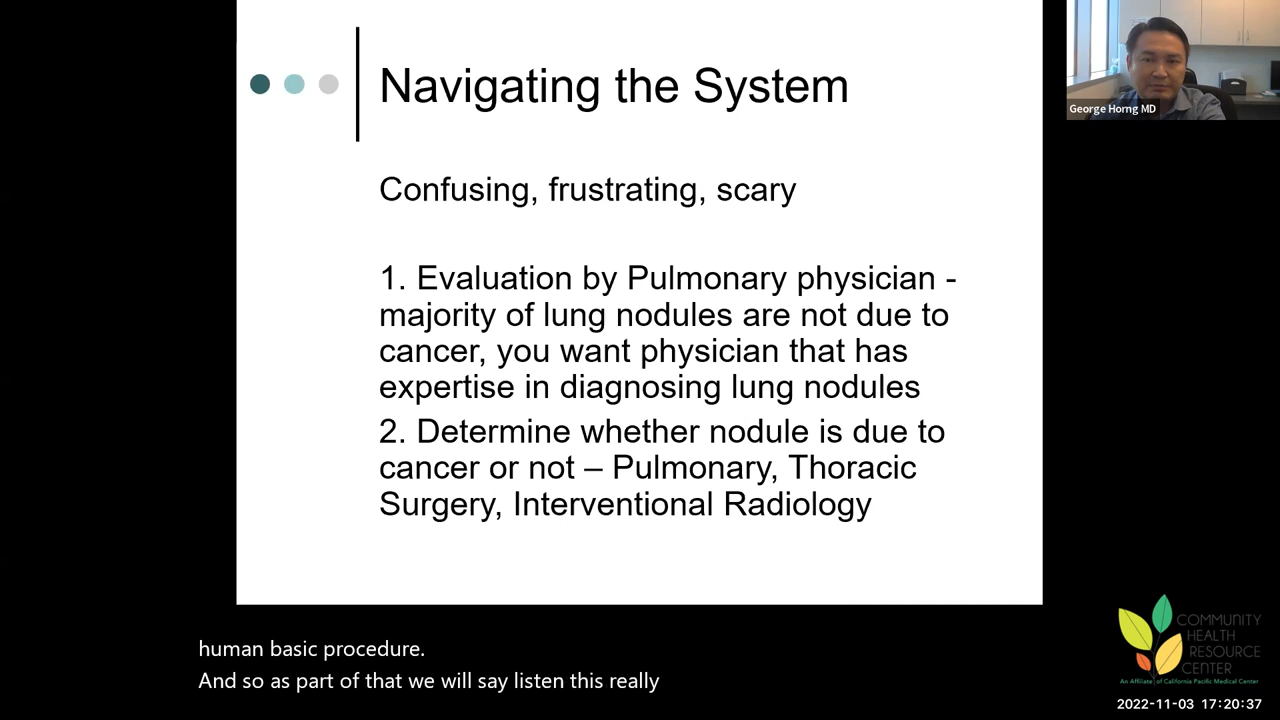 Navigating the System
George Horng MD
Confusing, frustrating, scary
1. Evaluation by Pulmonary physician -
majority of lung nodules are not due to
cancer, you want physician that has
expertise in diagnosing lung nodules
2. Determine whether nodule is due to
cancer or not – Pulmonary, Thoracic
Surgery, Interventional Radiology
human basic procedure.
And so as part of that we will say listen this really
COMMUNITY
HEALTH
RESOURCE
CENTER
An Affiliate of California Pacific Medical Center
2022-11-03 17:20:37